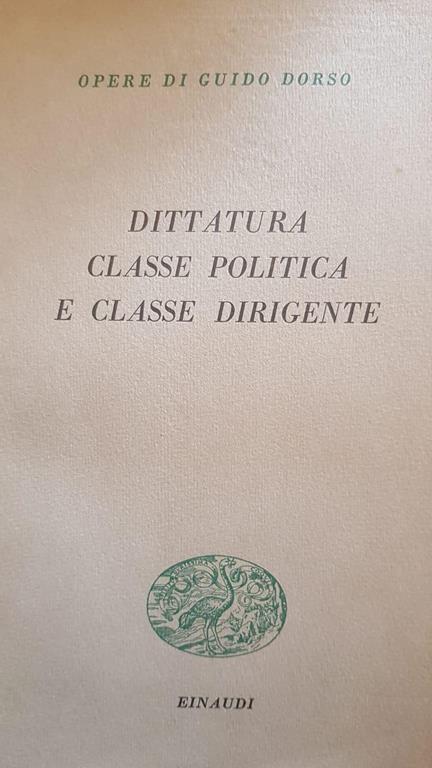 OPERE DI GUIDO DORSO
DITTATURA
CLASSE POLITICA
E CLASSE DIRIGENTE
EINAUDI